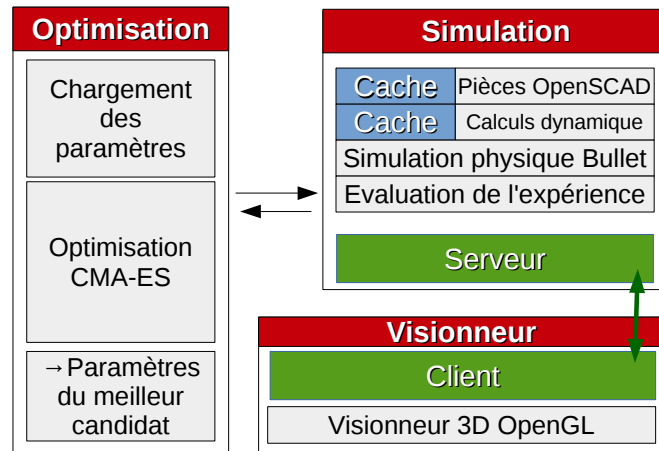 Optimisation
Chargement
des
paramètres
Optimisation
CMA-ES
→Paramètres
du meilleur
candidat
Simulation
Cache Pièces OpenSCAD
Cache Calculs dynamique
Simulation physique Bullet
Evaluation de l'expérience
Serveur
Visionneur
Client
Visionneur 3D OpenGL